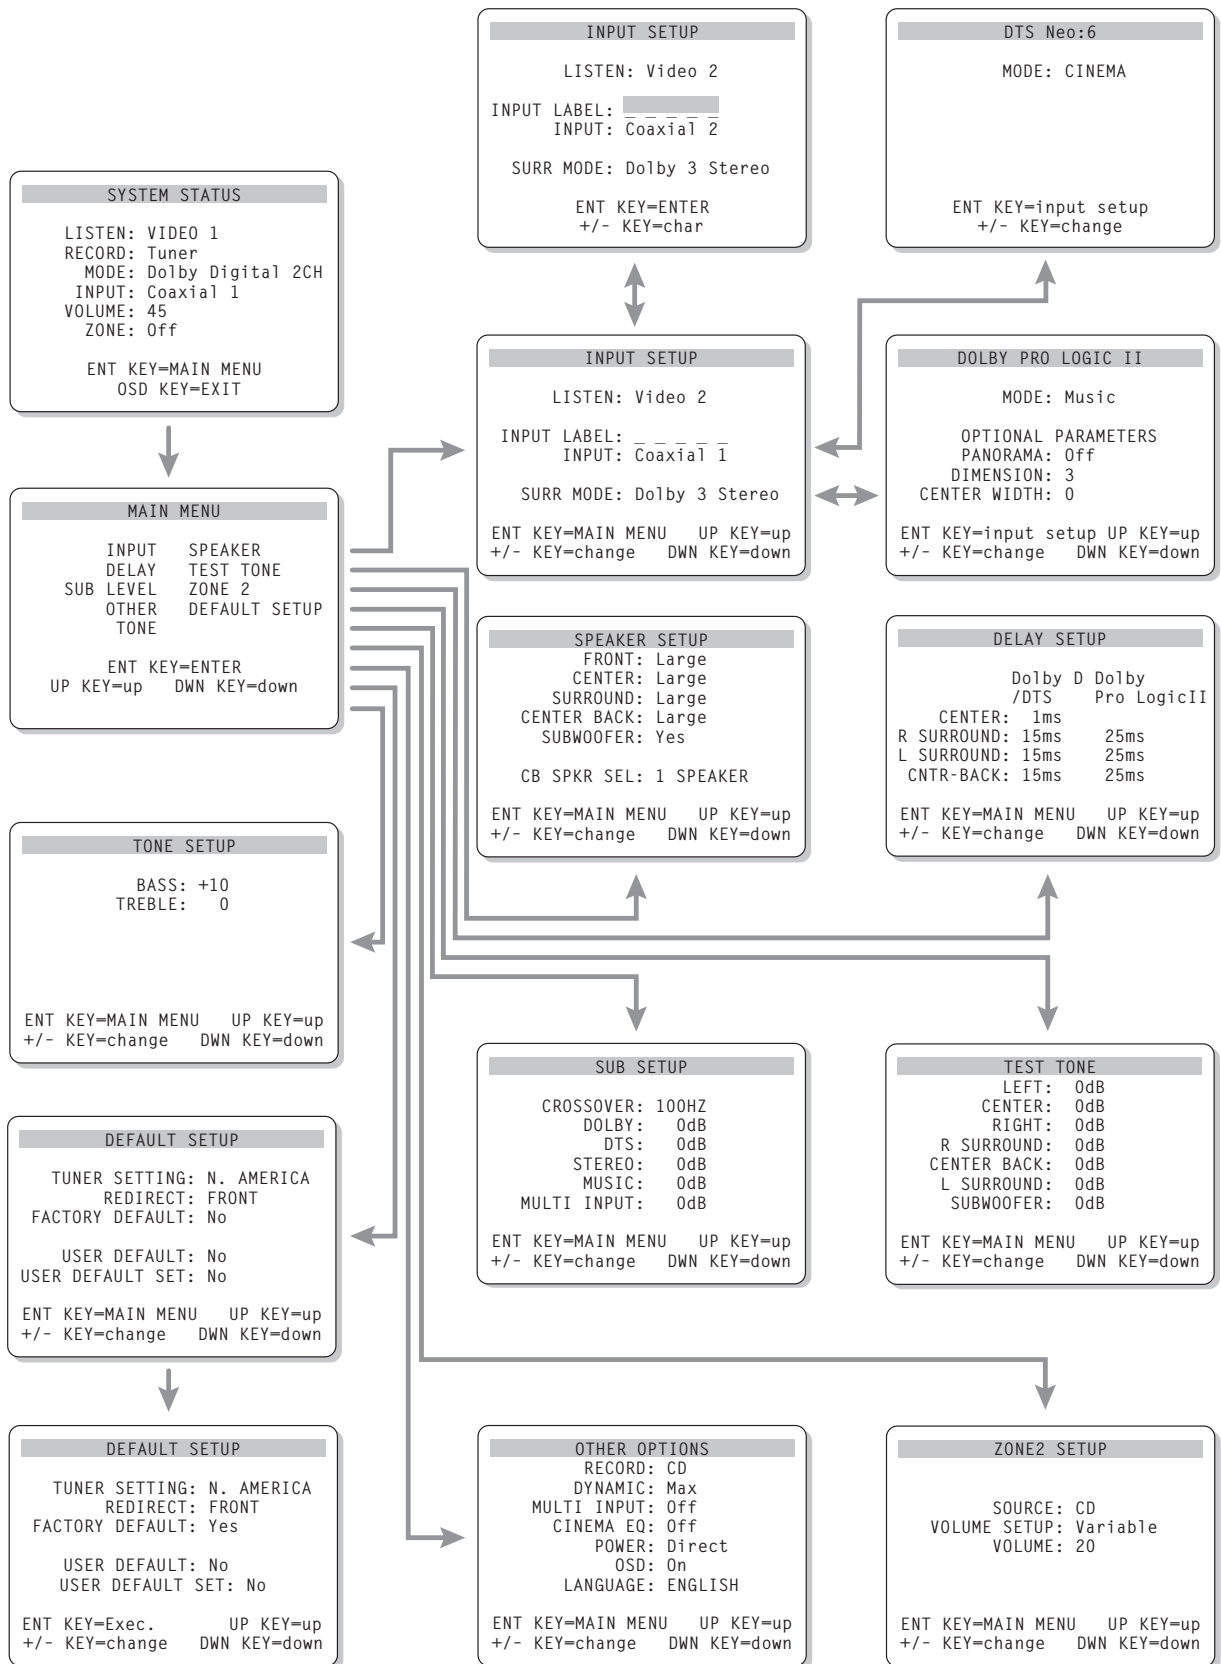 INPUT SETUP
LISTEN: Video 2
INPUT LABEL: _ _ _ _ _
INPUT: Coaxial 2
SURR MODE: Dolby 3 Stereo
ENT KEY=ENTER
+/- KEY=char
DTS Neo:6
MODE: CINEMA
ENT KEY=input setup
+/- KEY=change
SYSTEM STATUS
LISTEN: VIDEO 1
RECORD: Tuner
MODE: Dolby Digital 2CH
INPUT: Coaxial 1
VOLUME: 45
ZONE: Off
ENT KEY=MAIN MENU
OSD KEY=EXIT
INPUT SETUP
LISTEN: Video 2
INPUT LABEL: _ _ _ _ _
INPUT: Coaxial 1
SURR MODE: Dolby 3 Stereo
ENT KEY=MAIN MENU UP KEY=up
+/- KEY=change DWN KEY=down
DOLBY PRO LOGIC II
MODE: Music
OPTIONAL PARAMETERS
PANORAMA: Off
DIMENSION: 3
CENTER WIDTH: 0
ENT KEY=input setup UP KEY=up
+/- KEY=change DWN KEY=down
MAIN MENU
INPUT SPEAKER
DELAY TEST TONE
SUB LEVEL ZONE 2
OTHER DEFAULT SETUP
TONE
ENT KEY=ENTER
UP KEY=up DWN KEY=down
SPEAKER SETUP
FRONT: Large
CENTER: Large
SURROUND: Large
CENTER BACK: Large
SUBWOOFER: Yes
CB SPKR SEL: 1 SPEAKER
ENT KEY=MAIN MENU UP KEY=up
+/- KEY=change DWN KEY=down
DELAY SETUP
Dolby D Dolby
/DTS Pro LogicII
CENTER: 1ms
R SURROUND: 15ms 25ms
L SURROUND: 15ms 25ms
CNTR-BACK: 15ms 25ms
ENT KEY=MAIN MENU UP KEY=up
+/- KEY=change DWN KEY=down
TONE SETUP
BASS: +10
TREBLE: 0
ENT KEY=MAIN MENU UP KEY=up
+/- KEY=change DWN KEY=down
SUB SETUP
CROSSOVER: 100HZ
DOLBY: 0dB
DTS: 0dB
STEREO: 0dB
MUSIC: 0dB
MULTI INPUT: 0dB
ENT KEY=MAIN MENU UP KEY=up
+/- KEY=change DWN KEY=down
TEST TONE
LEFT: 0dB
CENTER: 0dB
RIGHT: 0dB
R SURROUND: 0dB
CENTER BACK: 0dB
L SURROUND: 0dB
SUBWOOFER: 0dB
ENT KEY=MAIN MENU UP KEY=up
+/- KEY=change DWN KEY=down
DEFAULT SETUP
TUNER SETTING: N. AMERICA
REDIRECT: FRONT
FACTORY DEFAULT: No
USER DEFAULT: No
USER DEFAULT SET: No
ENT KEY=MAIN MENU UP KEY=up
+/- KEY=change DWN KEY=down
DEFAULT SETUP
TUNER SETTING: N. AMERICA
REDIRECT: FRONT
FACTORY DEFAULT: Yes
USER DEFAULT: No
USER DEFAULT SET: No
ENT KEY=Exec. UP KEY=up
+/- KEY=change DWN KEY=down
OTHER OPTIONS
RECORD: CD
DYNAMIC: Max
MULTI INPUT: Off
CINEMA EQ: Off
POWER: Direct
OSD: On
LANGUAGE: ENGLISH
ENT KEY=MAIN MENU UP KEY=up
+/- KEY=change DWN KEY=down
ZONE2 SETUP
SOURCE: CD
VOLUME SETUP: Variable
VOLUME: 20
ENT KEY=MAIN MENU UP KEY=up
+/- KEY=change DWN KEY=down